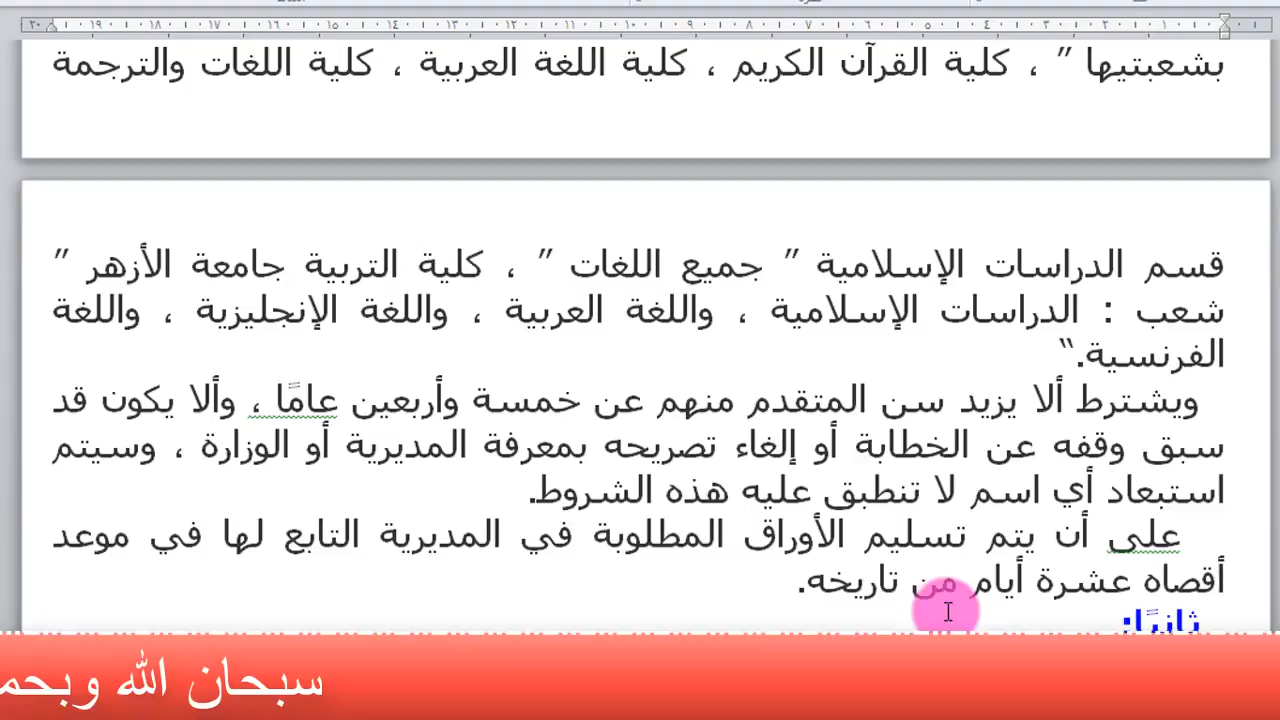 بشعبتيها " ، كلية القرآن الكريم ، كلية اللغة العربية ، كلية اللغات والترجمة
قسم الدراسات الإسلامية " جميع اللغات " ، كلية التربية جامعة الأزهر "
شعب : الدراسات الإسلامية ، واللغة العربية ، واللغة الإنجليزية ، واللغة
الفرنسية."
ويشترط ألا يزيد سن المتقدم منهم عن خمسة وأربعين عامًا ، وألا يكون قد
سبق وقفه عن الخطابة أو إلغاء تصريحه بمعرفة المديرية أو الوزارة ، وسيتم
استبعاد أي اسم لا تنطبق عليه هذه الشروط.
على أن يتم تسليم الأوراق المطلوبة في المديرية التابع لها في موعد
أقصاه عشرة أيام من تاريخه.
ثانيًا:
سبحان الله